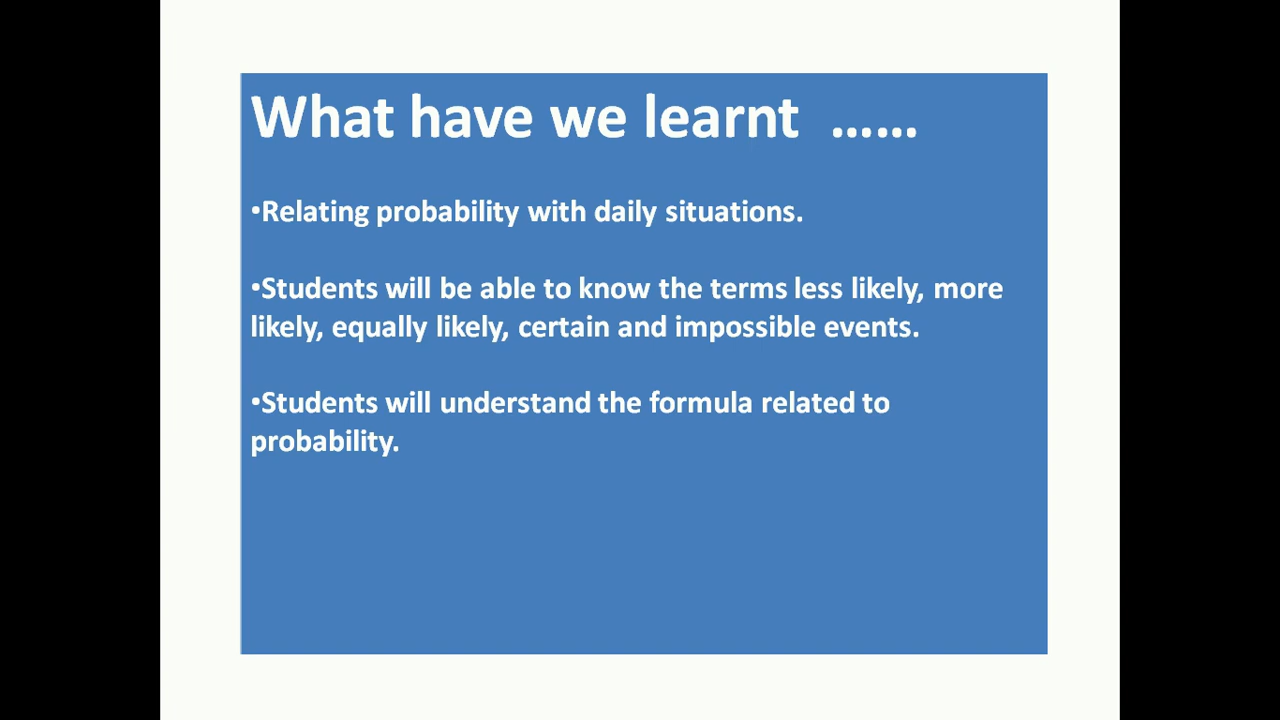 What have we learnt ......
•Relating probability with daily situations.
•Students will be able to know the terms less likely, more
likely, equally likely, certain and impossible events.
•Students will understand the formula related to
probability.